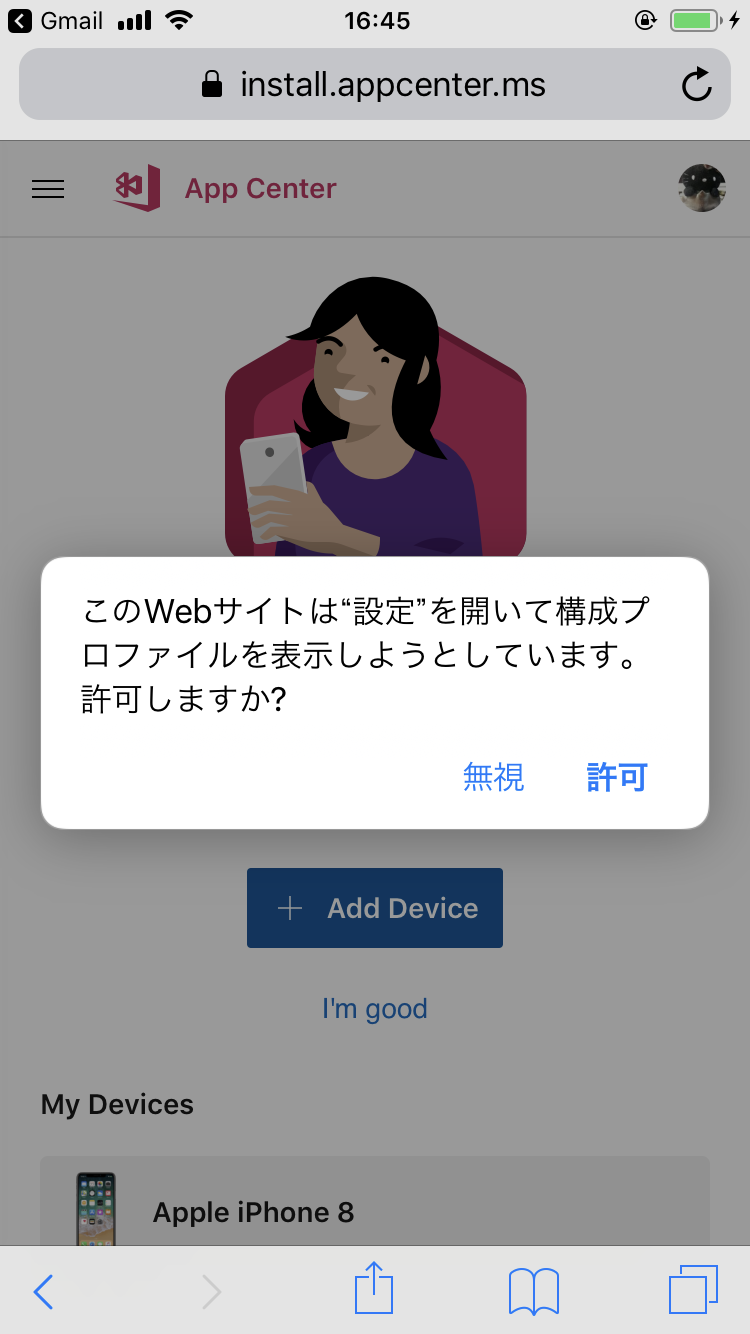 Gmail 16:45
install.appcenter.ms
App Center
このWebサイトは“設定”を開いて構成プ
ロファイルを表示しようとしています。
許可しますか?
無視 許可
Add Device
I'm good
My Devices
Apple iPhone 8